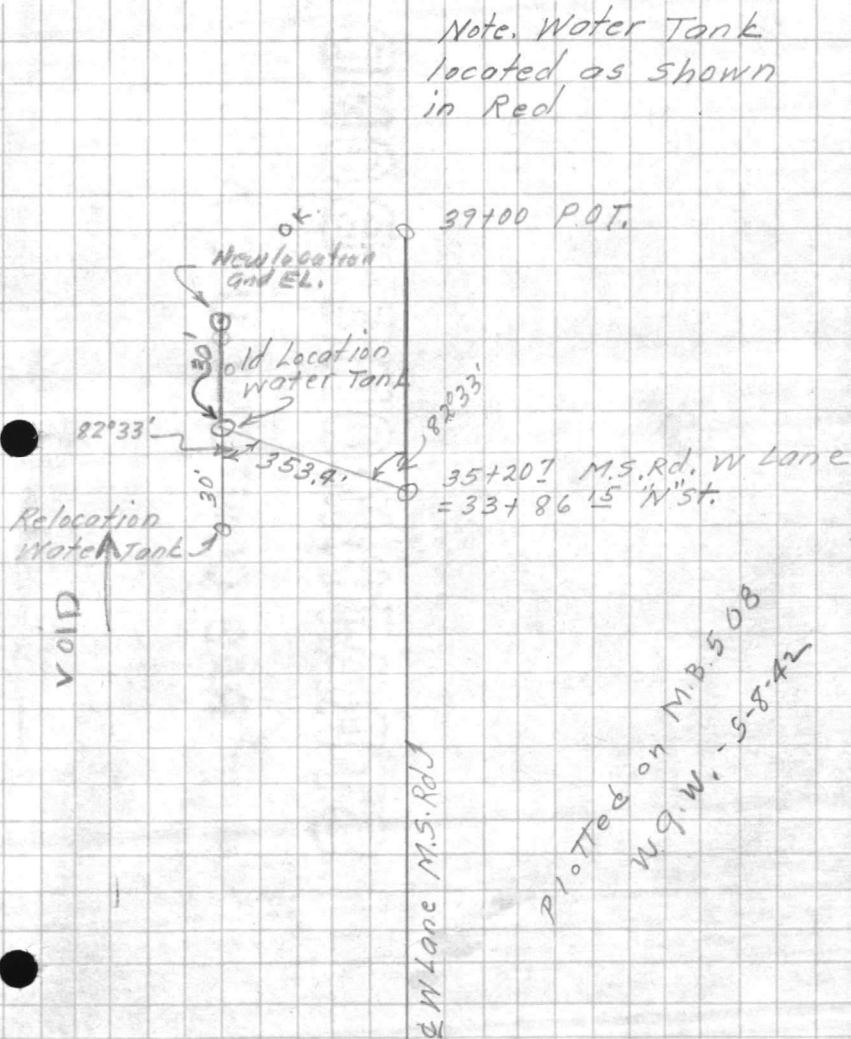 Note. Water Tank
located as shown
in Red
O.K.
39+00 P.O.T.
New location
and EL.
30'
Old Location
Water Tank
82°33'
82°33'
353.4'
30'
35+20.7 M.S. Rd. W Lane
= 33+86.15 "N" St.
Relocation
Water Tank
VOID
Plotted on M.B. 508
W.G.W. - 5-8-42
℄ W Lane M.S. Rd